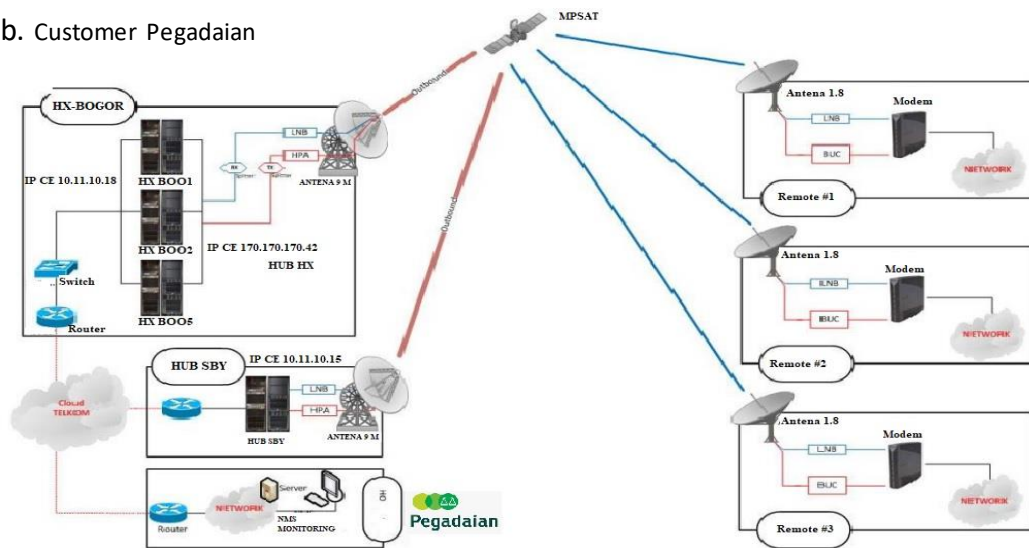 b. Customer Pegadaian
MPSAT
Outbound
Outbound
HX-BOGOR
IP CE 10.11.10.18
HX BOO1
HX BOO2
HX BOO5
IP CE 170.170.170.42
HUB HX
LNB
HPA
ANTENA 9 M
Switch
Router
Cloud
TELKOM
HUB SBY
IP CE 10.11.10.15
LNB
HPA
HUB SBY
ANTENA 9 M
Router
NETWORK
Server
NMS
MONITORING
HO
Pegadaian
Antena 1.8
Modem
LNB
BUC
NETWORK
Remote #1
Antena 1.8
Modem
LNB
BUC
NETWORK
Remote #2
Antena 1.8
Modem
LNB
BUC
NETWORK
Remote #3